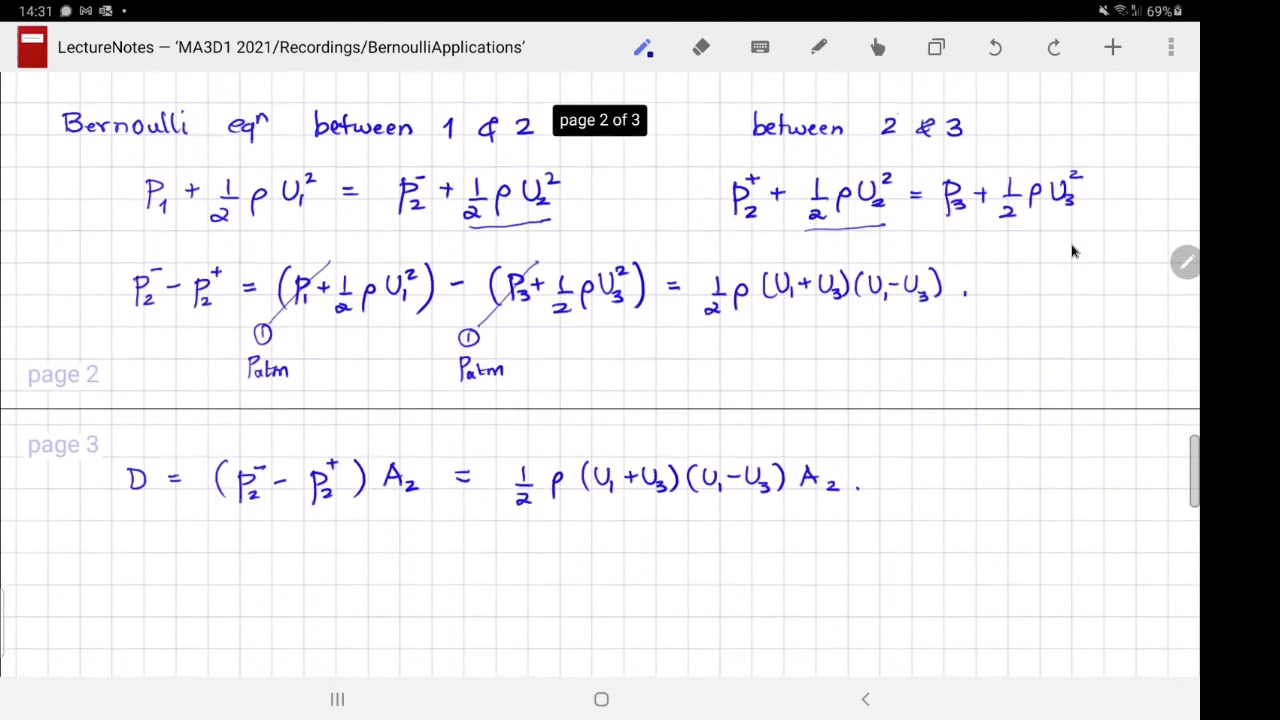 14:31 69%
LectureNotes — ‘MA3D1 2021/Recordings/BernoulliApplications’
Bernoulli eqⁿ between 1 & 2 page 2 of 3 between 2 & 3
P₁ + 1/2 ρ U₁² = P₂⁻ + 1/2 ρ U₂² P₂⁺ + 1/2 ρ U₂² = P₃ + 1/2 ρ U₃²
P₂⁻ − P₂⁺ = (P₁ + 1/2 ρ U₁²) − (P₃ + 1/2 ρ U₃²) = 1/2 ρ (U₁ + U₃)(U₁ − U₃) .
① ①
Patm Patm
page 2
page 3
D = (P₂⁻ − P₂⁺) A₂ = 1/2 ρ (U₁ + U₃)(U₁ − U₃) A₂ .